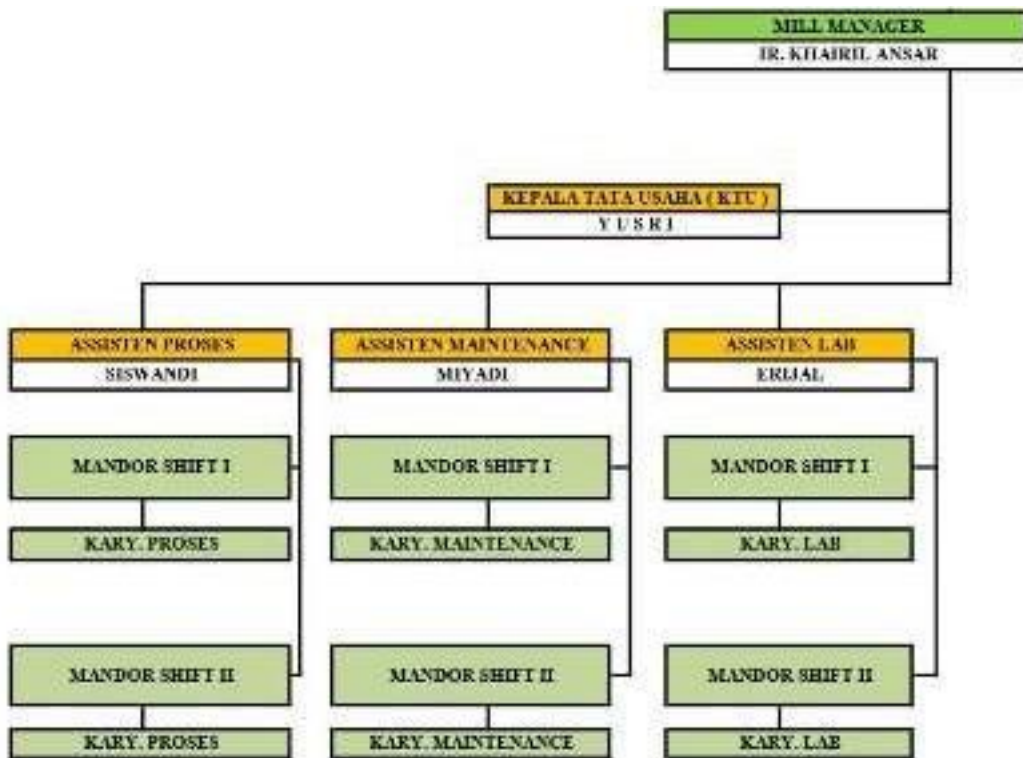 MILL MANAGER
IR. KHAIRIL ANSAR
KEPALA TATA USAHA ( KTU )
Y U S R I
ASSISTEN PROSES
SISWANDI
ASSISTEN MAINTENANCE
MIYADI
ASSISTEN LAB
ERIJAL
MANDOR SHIFT I
MANDOR SHIFT I
MANDOR SHIFT I
KARY. PROSES
KARY. MAINTENANCE
KARY. LAB
MANDOR SHIFT II
MANDOR SHIFT II
MANDOR SHIFT II
KARY. PROSES
KARY. MAINTENANCE
KARY. LAB